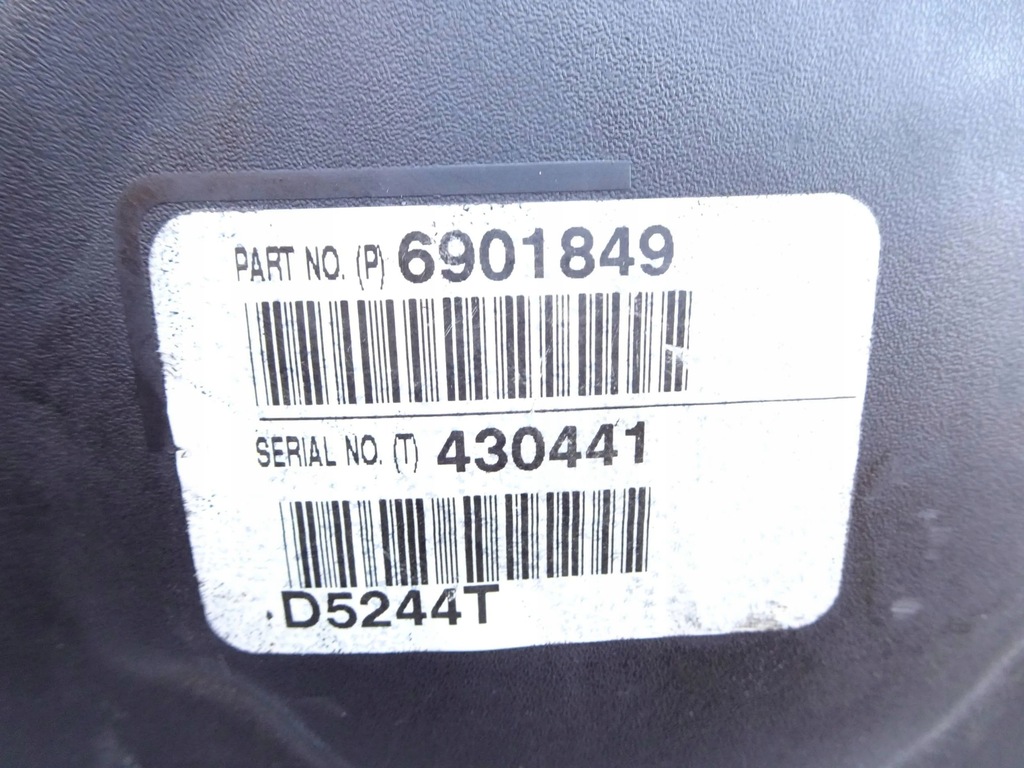 PART NO. (P) 6901849
SERIAL NO. (T) 430441
D5244T